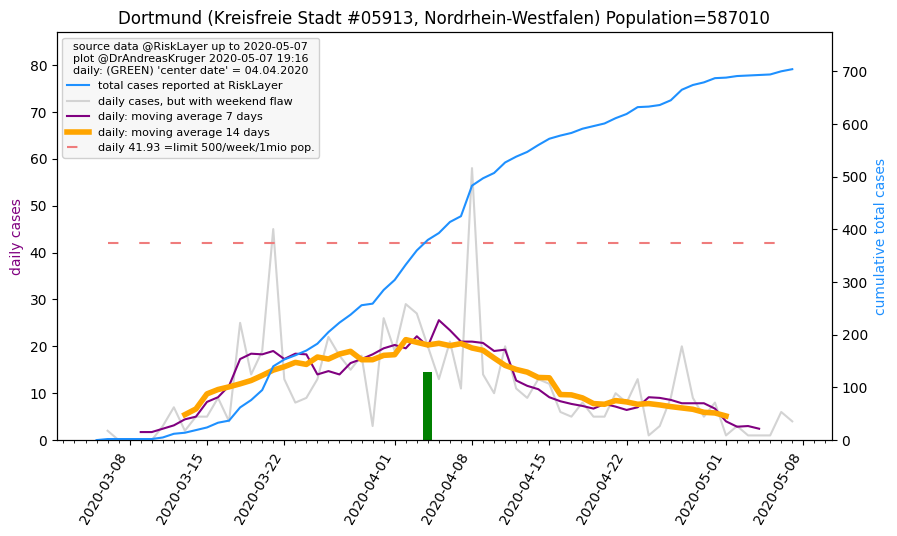 Dortmund (Kreisfreie Stadt #05913, Nordrhein-Westfalen) Population=587010
source data @RiskLayer up to 2020-05-07
plot @DrAndreasKruger 2020-05-07 19:16
daily: (GREEN) 'center date' = 04.04.2020
total cases reported at RiskLayer
daily cases, but with weekend flaw
daily: moving average 7 days
daily: moving average 14 days
daily 41.93 =limit 500/week/1mio pop.
daily cases
80
70
60
50
40
30
20
10
0
cumulative total cases
700
600
500
400
300
200
100
0
2020-03-08
2020-03-15
2020-03-22
2020-04-01
2020-04-08
2020-04-15
2020-04-22
2020-05-01
2020-05-08